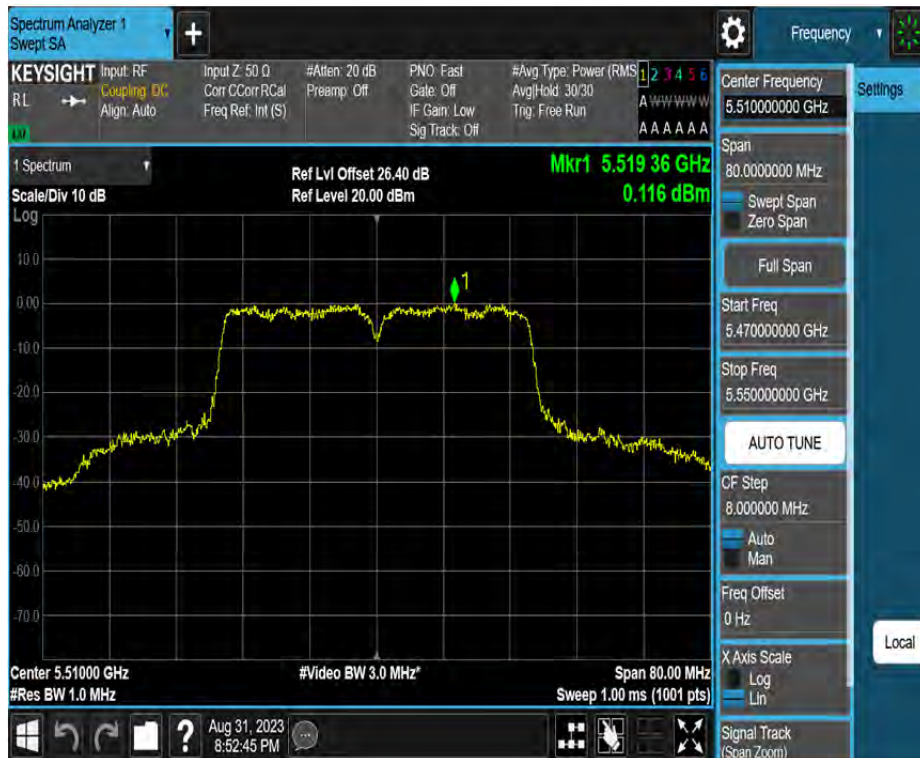 Spectrum Analyzer 1
Swept SA
+
Frequency
KEYSIGHT
RL
Input: RF
Coupling: DC
Align: Auto
Input Z: 50 Ω
Corr CCorr RCal
Freq Ref: Int (S)
#Atten: 20 dB
Preamp: Off
PNO: Fast
Gate: Off
IF Gain: Low
Sig Track: Off
#Avg Type: Power (RMS
Avg|Hold: 30/30
Trig: Free Run
1 2 3 4 5 6
A W W W W W
A A A A A A
1 Spectrum
Scale/Div 10 dB
Log
Ref Lvl Offset 26.40 dB
Ref Level 20.00 dBm
Mkr1 5.519 36 GHz
0.116 dBm
10.0
0.00
-10.0
-20.0
-30.0
-40.0
-50.0
-60.0
-70.0
1
Center 5.51000 GHz
#Res BW 1.0 MHz
#Video BW 3.0 MHz*
Span 80.00 MHz
Sweep 1.00 ms (1001 pts)
?
Aug 31, 2023
8:52:45 PM
Center Frequency
5.510000000 GHz
Span
80.0000000 MHz
Swept Span
Zero Span
Full Span
Start Freq
5.470000000 GHz
Stop Freq
5.550000000 GHz
AUTO TUNE
CF Step
8.000000 MHz
Auto
Man
Freq Offset
0 Hz
X Axis Scale
Log
Lin
Signal Track
(Span Zoom)
Settings
Local